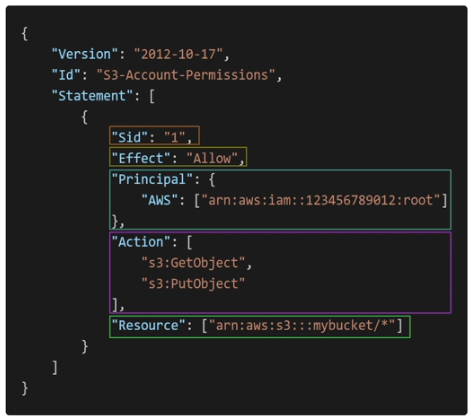 {
"Version": "2012-10-17",
"Id": "S3-Account-Permissions",
"Statement": [
{
"Sid": "1",
"Effect": "Allow",
"Principal": {
"AWS": ["arn:aws:iam::123456789012:root"]
},
"Action": [
"s3:GetObject",
"s3:PutObject"
],
"Resource": ["arn:aws:s3:::mybucket/*"]
}
]
}